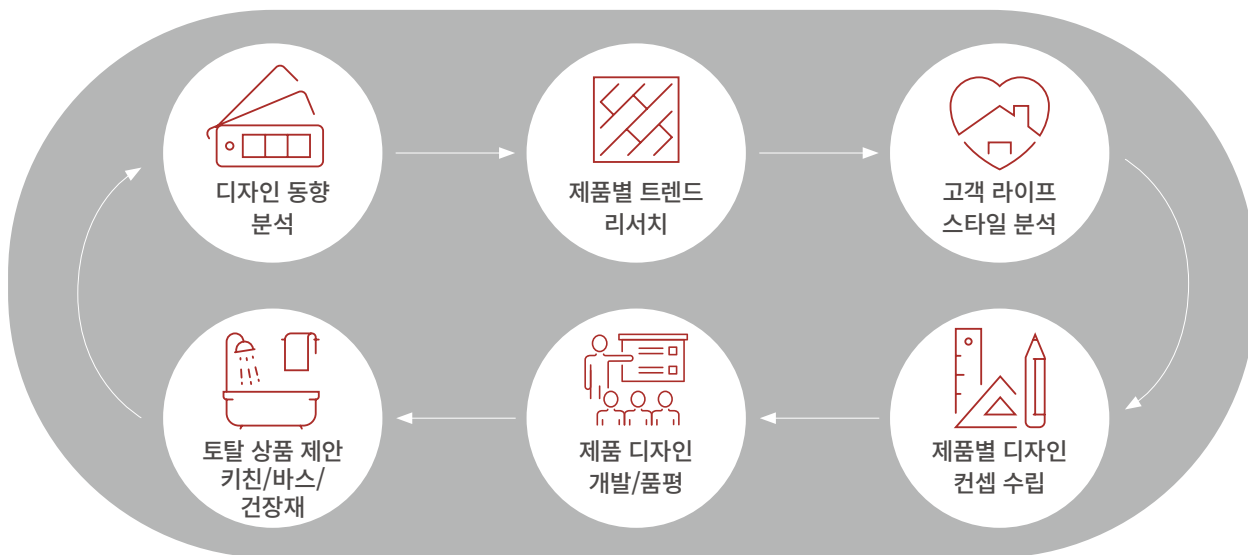 디자인 동향
분석
제품별 트렌드
리서치
고객 라이프
스타일 분석
토탈 상품 제안
키친/바스/
건장재
제품 디자인
개발/품평
제품별 디자인
컨셉 수립